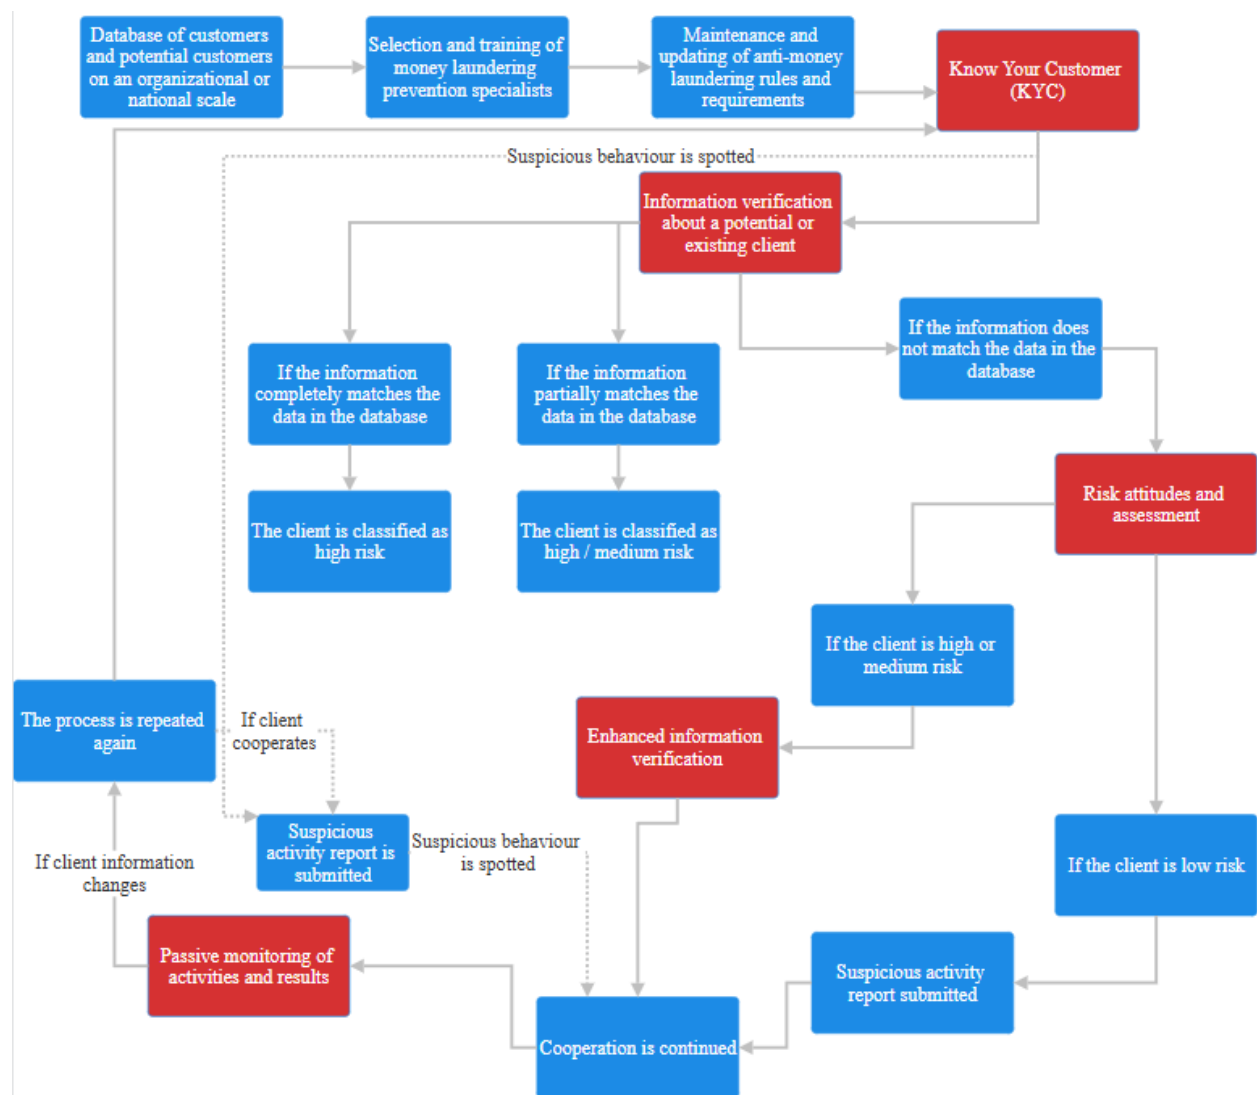 Database of customers
and potential customers
on an organizational or
national scale
Selection and training of
money laundering
prevention specialists
Maintenance and
updating of anti-money
laundering rules and
requirements
Know Your Customer
(KYC)
Suspicious behaviour is spotted
Information verification
about a potential or
existing client
If the information does
not match the data in the
database
If the information
completely matches the
data in the database
If the information
partially matches the
data in the database
The client is classified as
high risk
The client is classified as
high / medium risk
Risk attitudes and
assessment
If the client is high or
medium risk
The process is repeated
again
If client
cooperates
Enhanced information
verification
Suspicious
activity report is
submitted
Suspicious behaviour
is spotted
If the client is low risk
If client information
changes
Passive monitoring of
activities and results
Suspicious activity
report submitted
Cooperation is continued